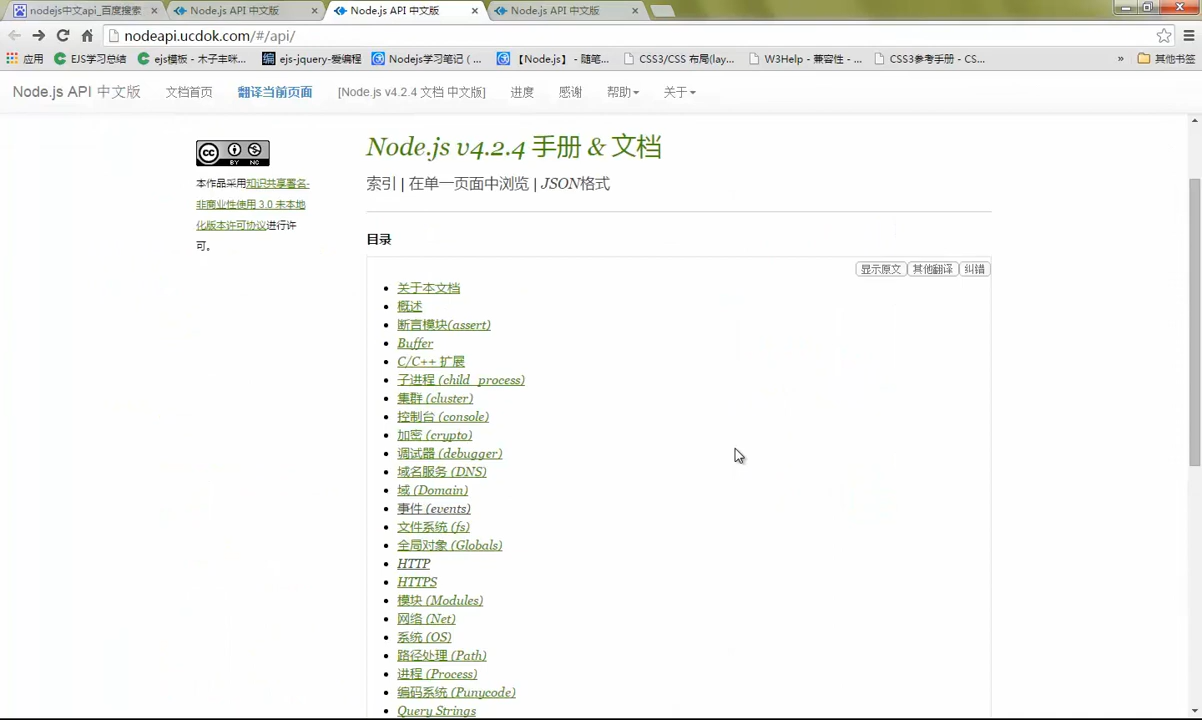 nodejs中文api_百度搜索
Node.js API 中文版
Node.js API 中文版
Node.js API 中文版
nodeapi.ucdok.com/#/api/
应用
EJS学习总结
ejs模板 - 木子丰咪...
ejs-jquery-爱编程
Nodejs学习笔记 ( ...
【Node.js】 - 随笔...
CSS3/CSS 布局(lay...
W3Help - 兼容性 - ...
CSS3参考手册 - CS...
»
其他书签
Node.js API 中文版
文档首页
翻译当前页面
[Node.js v4.2.4 文档 中文版]
进度
感谢
帮助
关于
BY NC
本作品采用知识共享署名-
非商业性使用 3.0 未本地
化版本许可协议进行许
可。
Node.js v4.2.4 手册 & 文档
索引 | 在单一页面中浏览 | JSON格式
目录
显示原文 其他翻译 纠错
关于本文档
概述
断言模块(assert)
Buffer
C/C++ 扩展
子进程 (child_process)
集群 (cluster)
控制台 (console)
加密 (crypto)
调试器 (debugger)
域名服务 (DNS)
域 (Domain)
事件 (events)
文件系统 (fs)
全局对象 (Globals)
HTTP
HTTPS
模块 (Modules)
网络 (Net)
系统 (OS)
路径处理 (Path)
进程 (Process)
编码系统 (Punycode)
Query Strings